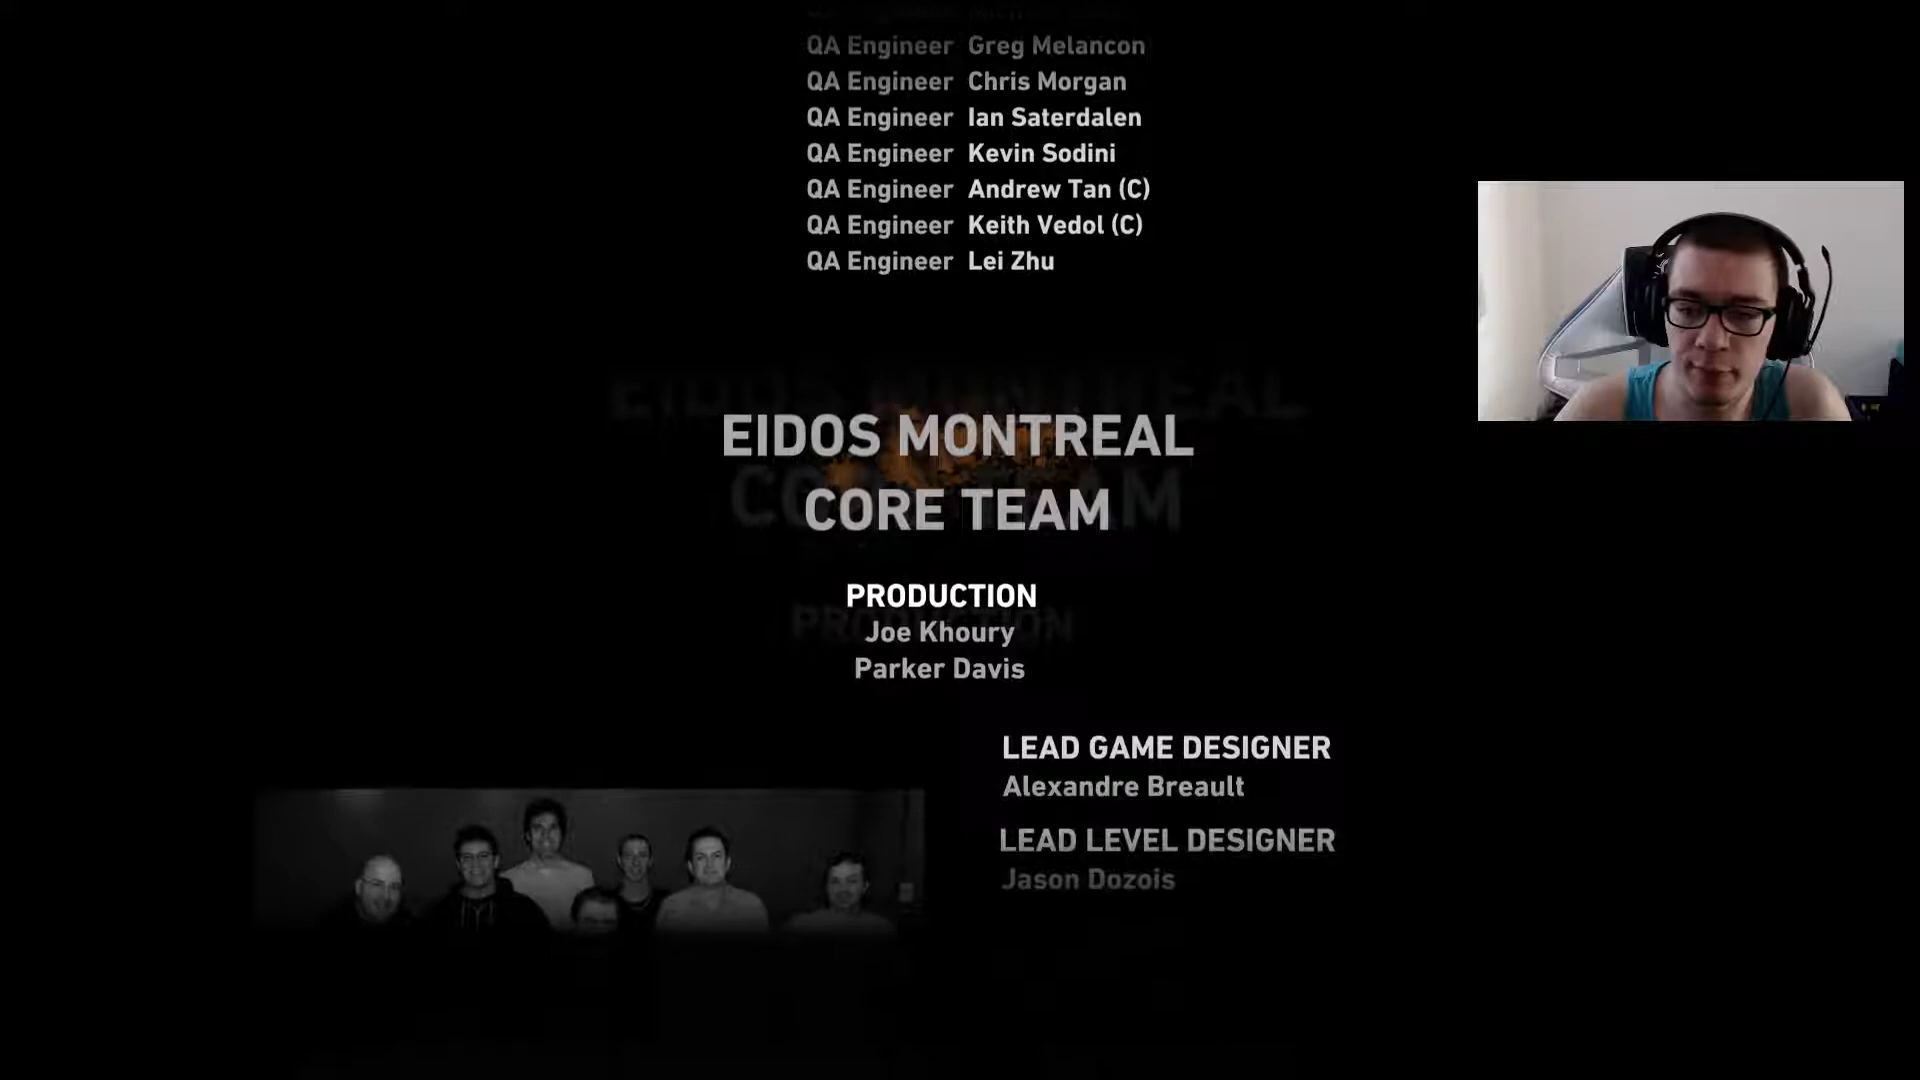 QA Engineer Greg Melancon
QA Engineer Chris Morgan
QA Engineer Ian Saterdalen
QA Engineer Kevin Sodini
QA Engineer Andrew Tan (C)
QA Engineer Keith Vedol (C)
QA Engineer Lei Zhu
EIDOS MONTREAL
CORE TEAM
PRODUCTION
Joe Khoury
Parker Davis
LEAD GAME DESIGNER
Alexandre Breault
LEAD LEVEL DESIGNER
Jason Dozois